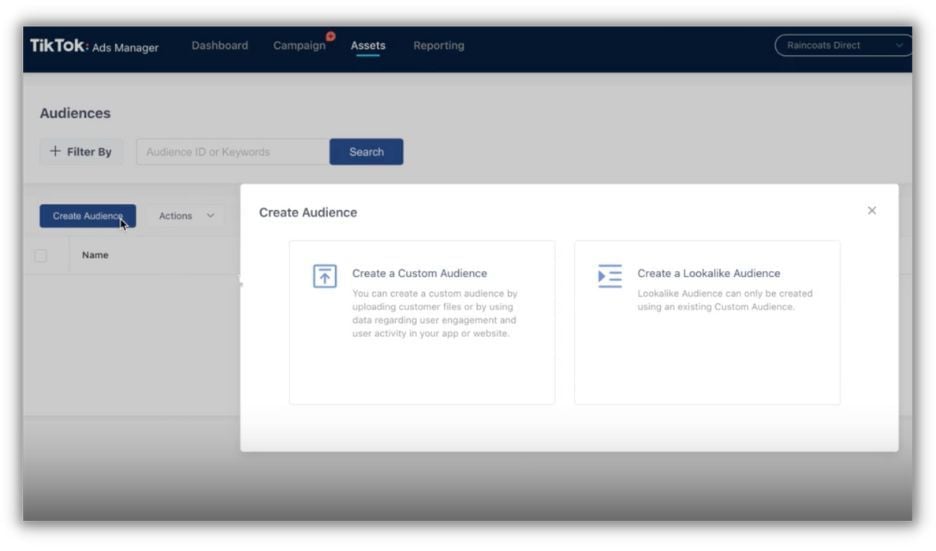 TikTok: Ads Manager Dashboard Campaign Assets Reporting Raincoats Direct
Audiences
+ Filter By Audience ID or Keywords Search
Create Audience Actions
Name
Create Audience
Create a Custom Audience
You can create a custom audience by
uploading customer files or by using
data regarding user engagement and
user activity in your app or website.
Create a Lookalike Audience
Lookalike Audience can only be created
using an existing Custom Audience.